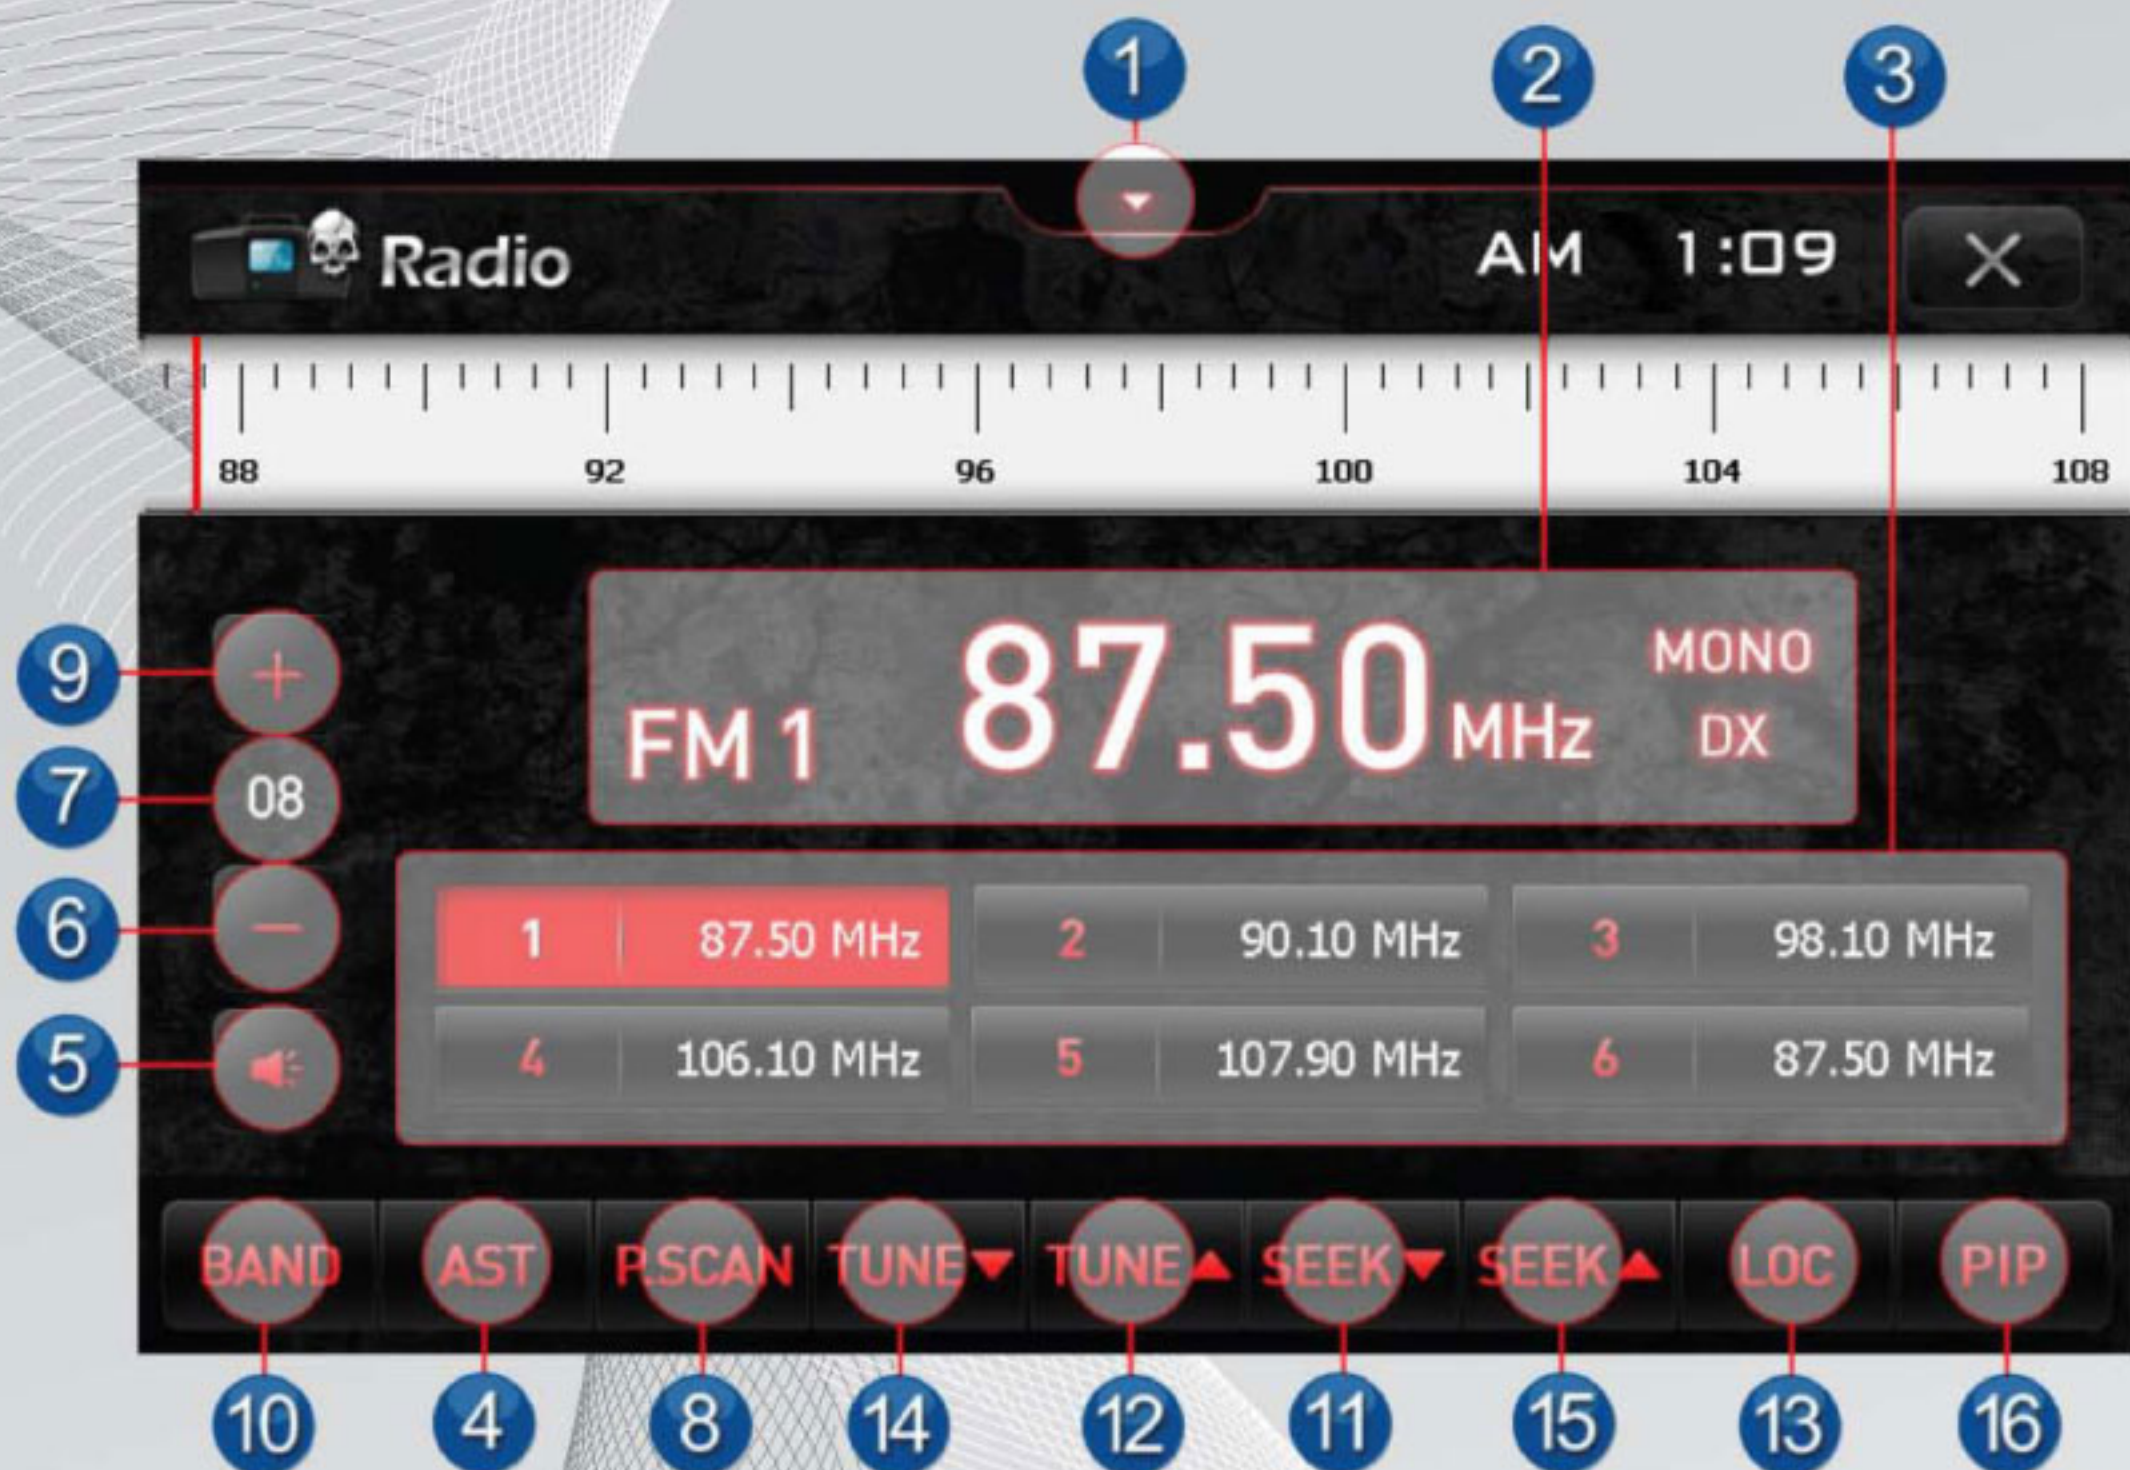 1 2 3
Radio AM 1:09
88 92 96 100 104 108
9 +
FM 1 87.50 MHz MONO
DX
7 08
6 −
1 87.50 MHz 2 90.10 MHz 3 98.10 MHz
5 4 106.10 MHz 5 107.90 MHz 6 87.50 MHz
BAND AST P.SCAN TUNE▼ TUNE▲ SEEK▼ SEEK▲ LOC PIP
10 4 8 14 12 11 15 13 16